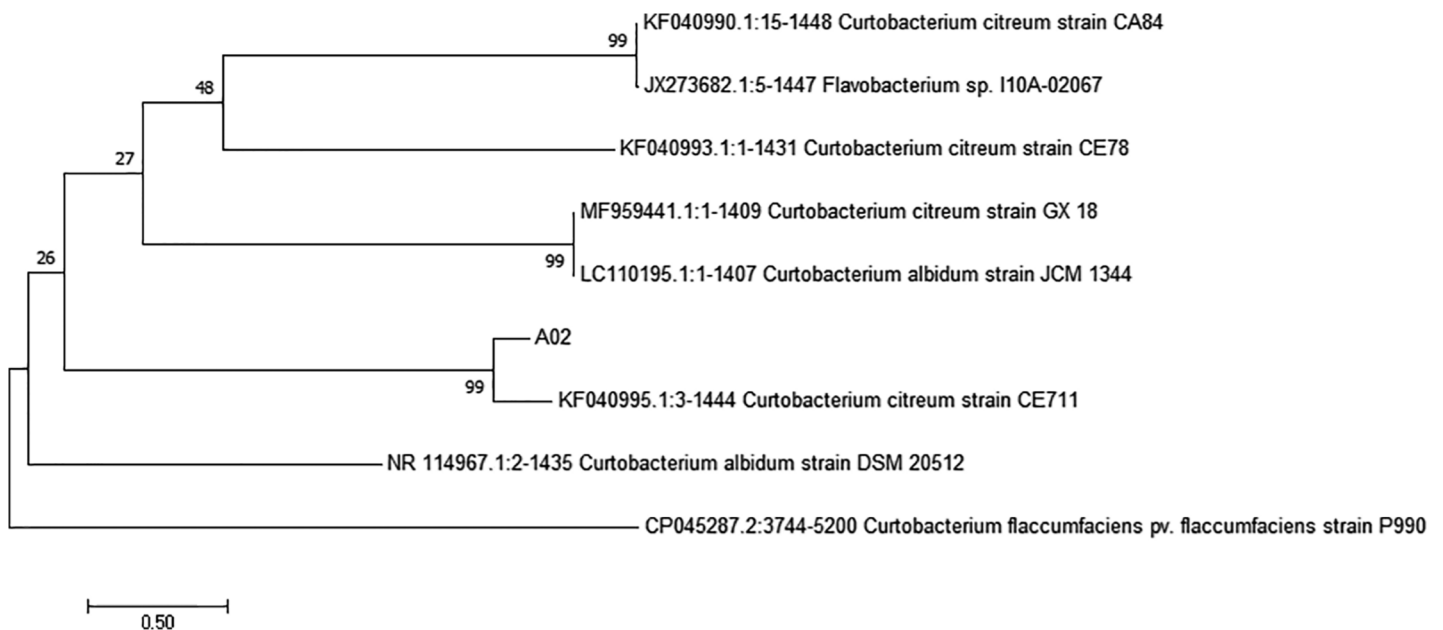 KF040990.1:15-1448 Curtobacterium citreum strain CA84
99
JX273682.1:5-1447 Flavobacterium sp. I10A-02067
48
KF040993.1:1-1431 Curtobacterium citreum strain CE78
27
MF959441.1:1-1409 Curtobacterium citreum strain GX 18
99
LC110195.1:1-1407 Curtobacterium albidum strain JCM 1344
26
A02
99
KF040995.1:3-1444 Curtobacterium citreum strain CE711
NR 114967.1:2-1435 Curtobacterium albidum strain DSM 20512
CP045287.2:3744-5200 Curtobacterium flaccumfaciens pv. flaccumfaciens strain P990
0.50